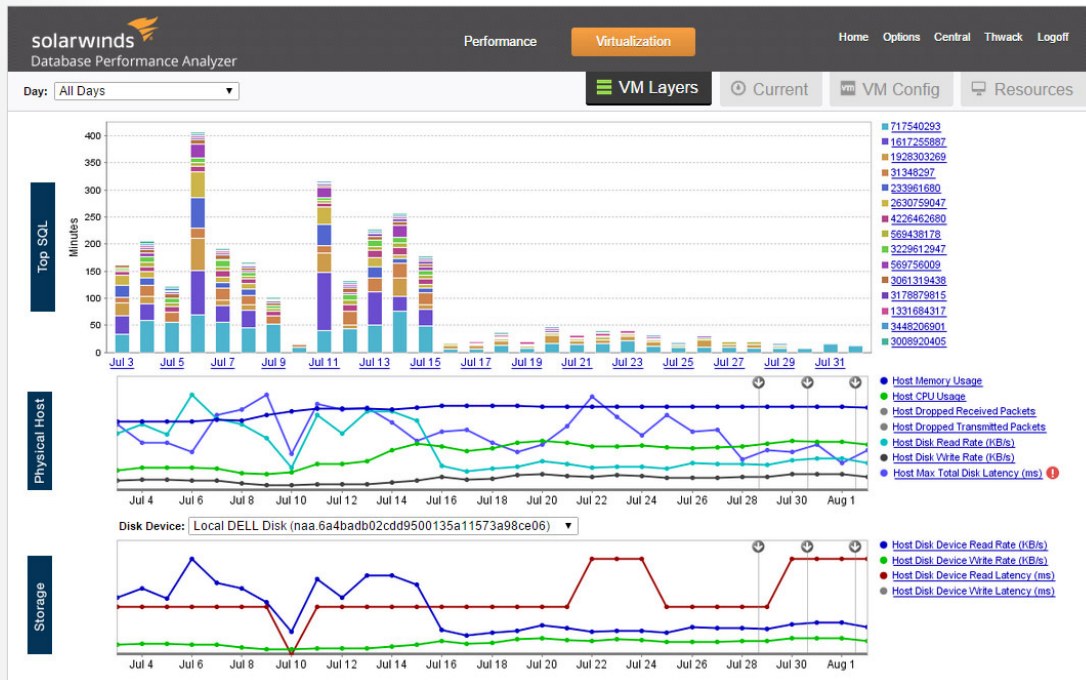 solarwinds
Database Performance Analyzer
Performance
Virtualization
Home Options Central Thwack Logoff
Day: All Days
VM Layers
Current
vm VM Config
Resources
Top SQL
Minutes
400
350
300
250
200
150
100
50
0
Jul 3 Jul 5 Jul 7 Jul 9 Jul 11 Jul 13 Jul 15 Jul 17 Jul 19 Jul 21 Jul 23 Jul 25 Jul 27 Jul 29 Jul 31
717540293
1617255887
1928303269
31348297
233961680
2630759047
4226462680
569438178
3229612947
569756009
3061319438
3178879815
1331684317
3448206901
3008920405
Physical Host
Jul 4 Jul 6 Jul 8 Jul 10 Jul 12 Jul 14 Jul 16 Jul 18 Jul 20 Jul 22 Jul 24 Jul 26 Jul 28 Jul 30 Aug 1
Host Memory Usage
Host CPU Usage
Host Dropped Received Packets
Host Dropped Transmitted Packets
Host Disk Read Rate (KB/s)
Host Disk Write Rate (KB/s)
Host Max Total Disk Latency (ms)
Disk Device: Local DELL Disk (naa.6a4badb02cdd9500135a11573a98ce06)
Storage
Jul 4 Jul 6 Jul 8 Jul 10 Jul 12 Jul 14 Jul 16 Jul 18 Jul 20 Jul 22 Jul 24 Jul 26 Jul 28 Jul 30 Aug 1
Host Disk Device Read Rate (KB/s)
Host Disk Device Write Rate (KB/s)
Host Disk Device Read Latency (ms)
Host Disk Device Write Latency (ms)